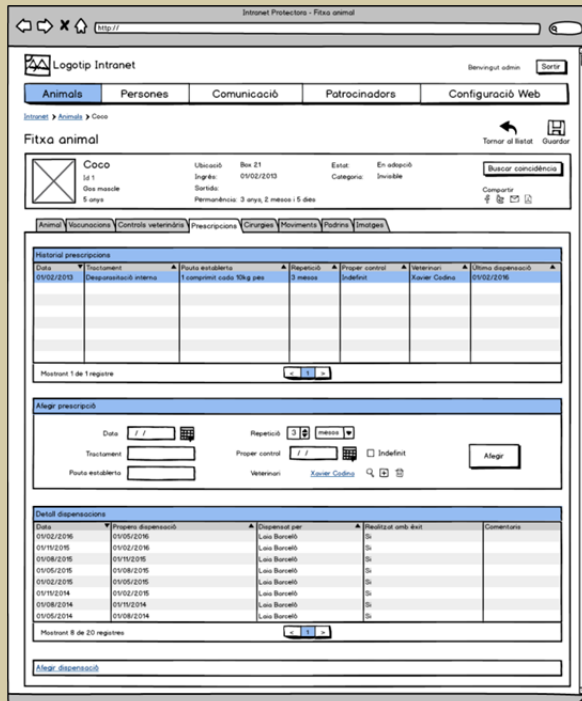 Intranet Protectora - Fitxa animal
http://
Logotip Intranet
Benvingut admin Sortir
Animals Persones Comunicació Patrocinadors Configuració Web
Intranet > Animals > Coco
Fitxa animal
Tornar al llistat Guardar
Coco
Id 1
Gos mascle
5 anys
Ubicació Box 21
Ingrés: 01/02/2013
Sortida:
Permanència: 3 anys, 2 mesos i 5 dies
Estat: En adopció
Categoria: Invisible
Buscar coincidència
Compartir
Animal Vacunacions Controls veterinaris Prescripcions Cirurgies Moviments Padrins Imatges
Historial prescripcions
Data Tractament Pauta establerta Repetició Proper control Veterinari Última dispensació
01/02/2013 Desparasitació interna 1 comprimit cada 10kg pes 3 mesos Indefinit Xavier Codina 01/02/2016
Mostrant 1 de 1 registre < 1 >
Afegir prescripció
Data / / Repetició 3 mesos
Tractament Proper control / / Indefinit Afegir
Pauta establerta Veterinari Xavier Codina
Detall dispensacions
Data Propera dispensació Dispensat per Realitzat amb èxit Comentaris
01/02/2016 01/05/2016 Laia Barceló Si
01/11/2015 01/02/2016 Laia Barceló Si
01/08/2015 01/11/2015 Laia Barceló Si
01/05/2015 01/08/2015 Laia Barceló Si
01/02/2015 01/05/2015 Laia Barceló Si
01/11/2014 01/02/2015 Laia Barceló Si
01/08/2014 01/11/2014 Laia Barceló Si
01/05/2014 01/08/2014 Laia Barceló Si
Mostrant 8 de 20 registres < 1 >
Afegir dispensació